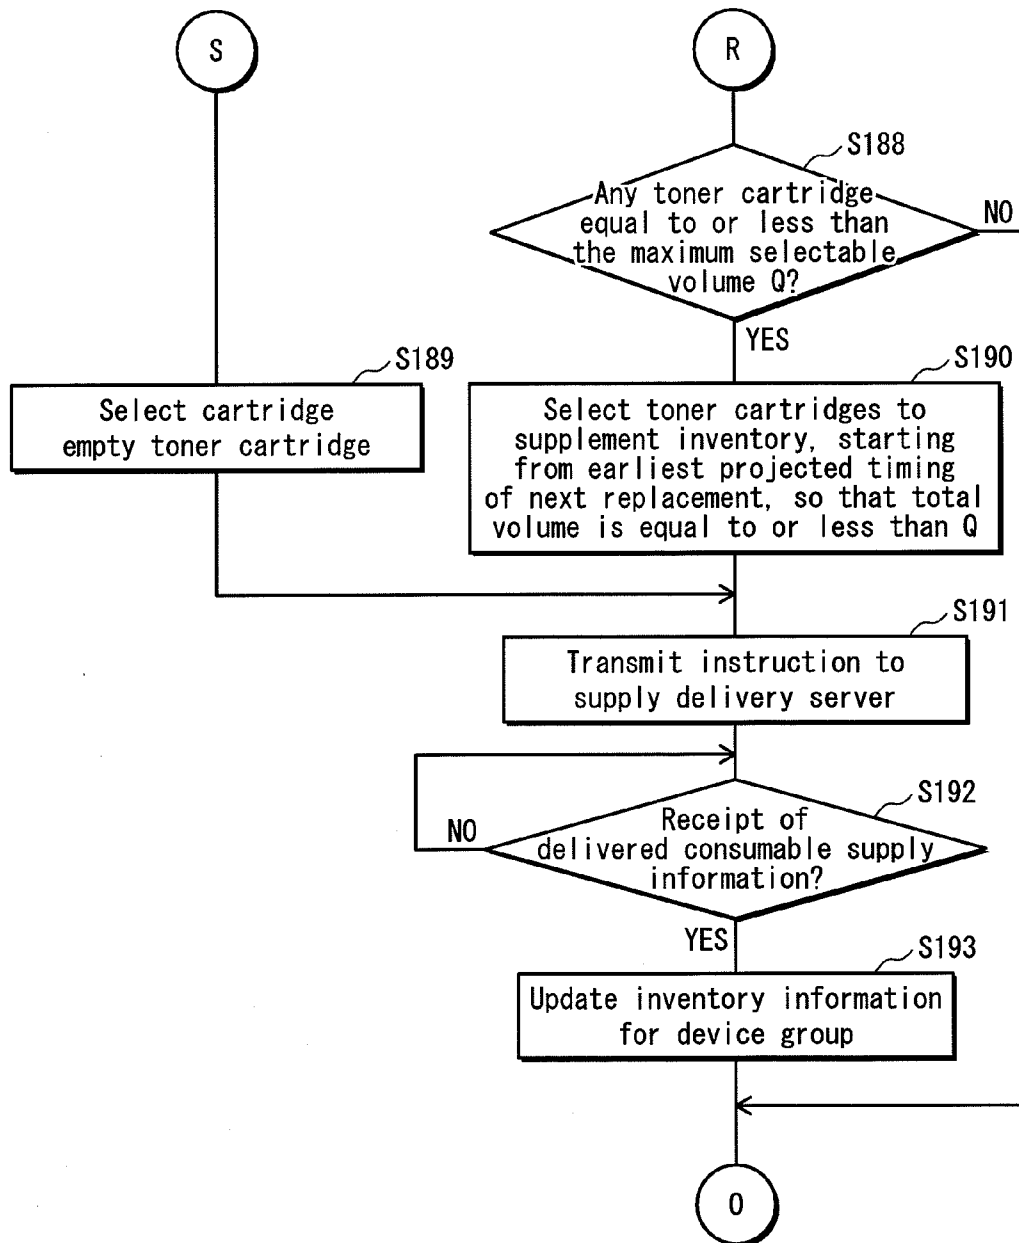 S
R
S188
Any toner cartridge
equal to or less than
the maximum selectable
volume Q?
NO
YES
S189
Select cartridge
empty toner cartridge
S190
Select toner cartridges to
supplement inventory, starting
from earliest projected timing
of next replacement, so that total
volume is equal to or less than Q
S191
Transmit instruction to
supply delivery server
S192
Receipt of
delivered consumable supply
information?
NO
YES
S193
Update inventory information
for device group
O